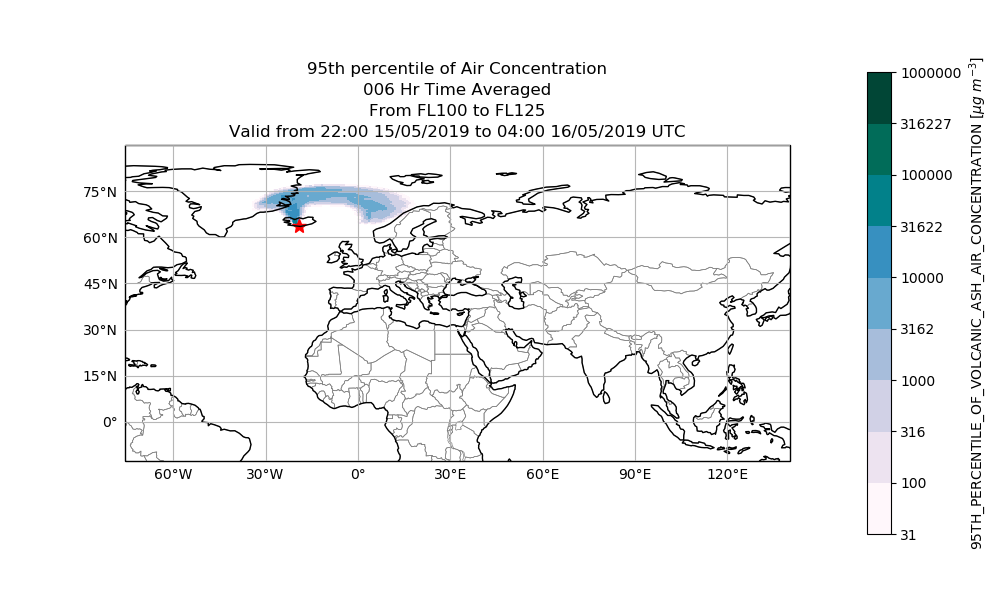 95th percentile of Air Concentration
006 Hr Time Averaged
From FL100 to FL125
Valid from 22:00 15/05/2019 to 04:00 16/05/2019 UTC
75°N
60°N
45°N
30°N
15°N
0°
60°W
30°W
0°
30°E
60°E
90°E
120°E
1000000
316227
100000
31622
10000
3162
1000
316
100
31
95TH_PERCENTILE_OF_VOLCANIC_ASH_AIR_CONCENTRATION [μg m⁻³]